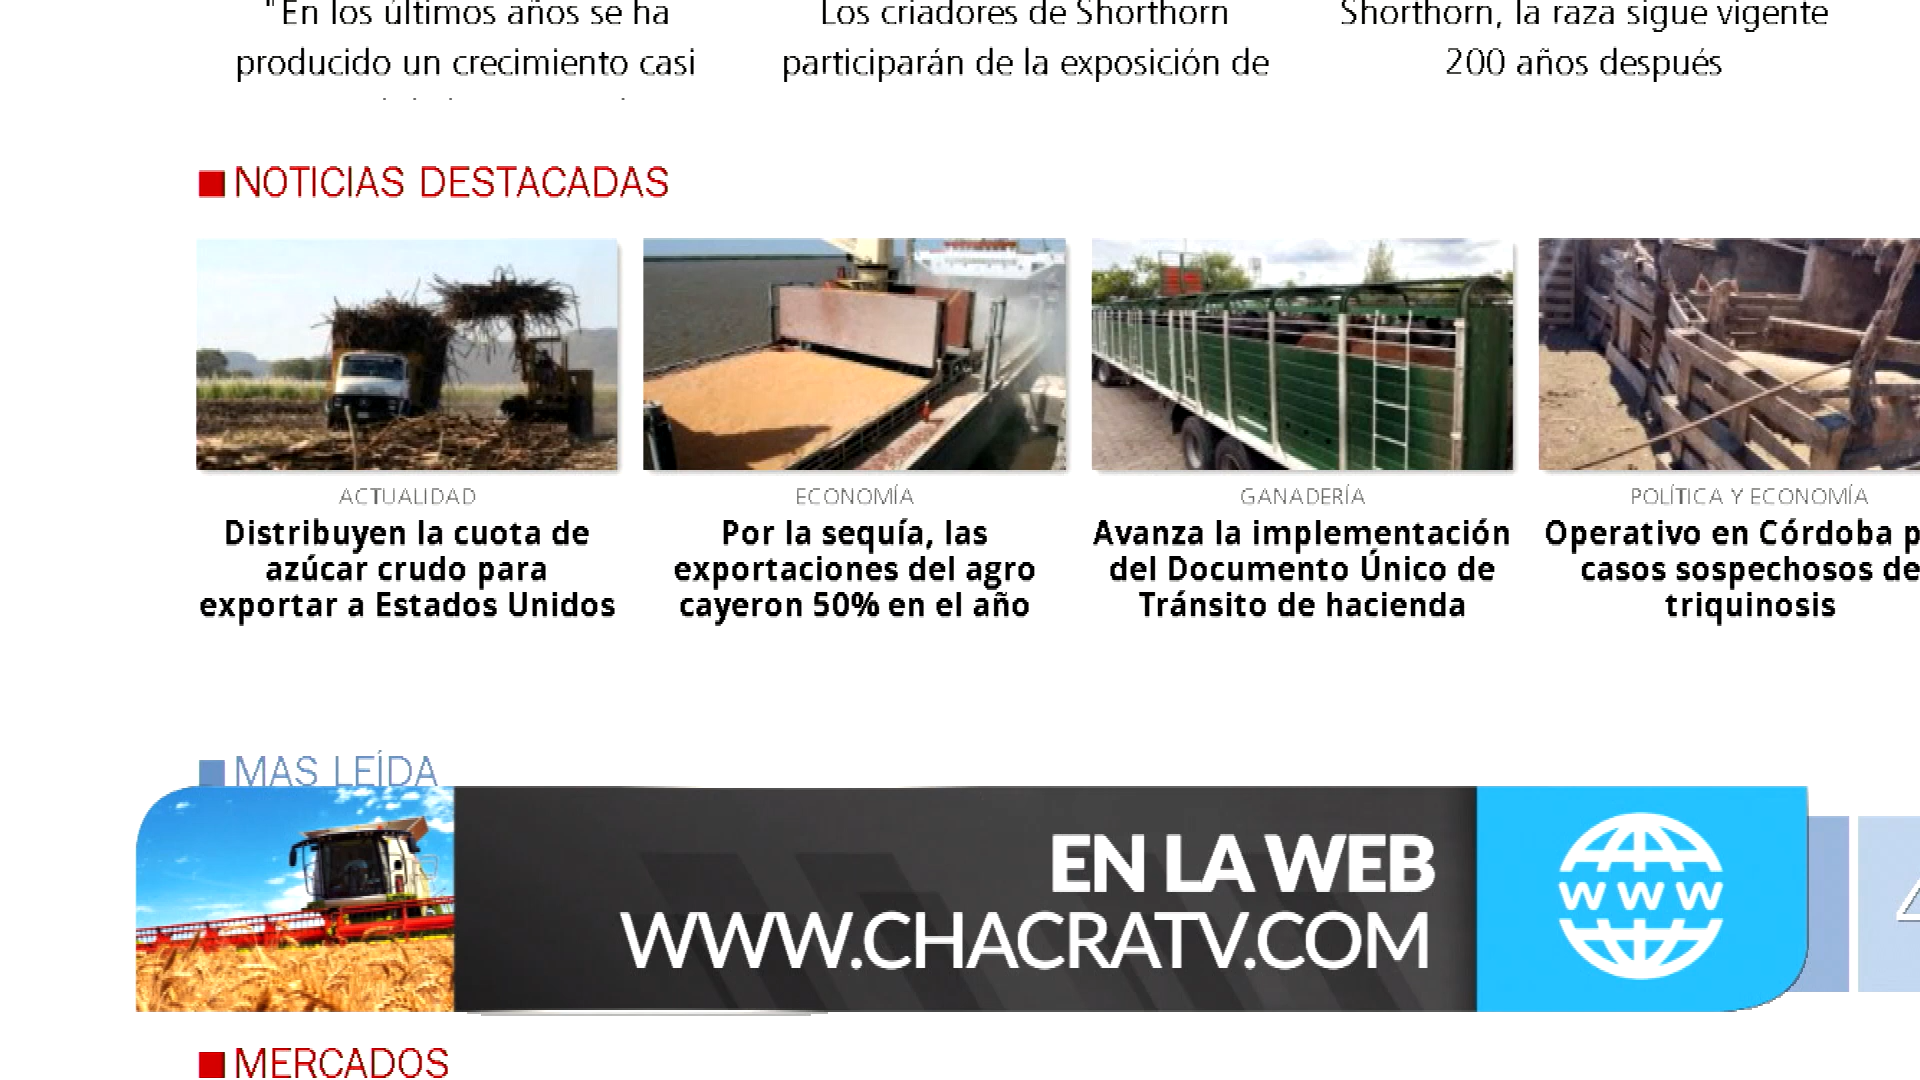 "En los últimos años se ha
producido un crecimiento casi
Los criadores de Shorthorn
participarán de la exposición de
Shorthorn, la raza sigue vigente
200 años después
NOTICIAS DESTACADAS
ACTUALIDAD
Distribuyen la cuota de
azúcar crudo para
exportar a Estados Unidos
ECONOMÍA
Por la sequía, las
exportaciones del agro
cayeron 50% en el año
GANADERÍA
Avanza la implementación
del Documento Único de
Tránsito de hacienda
POLÍTICA Y ECONOMÍA
Operativo en Córdoba p
casos sospechosos de
triquinosis
MAS LEÍDA
EN LA WEB
WWW.CHACRATV.COM
WWW
MERCADOS